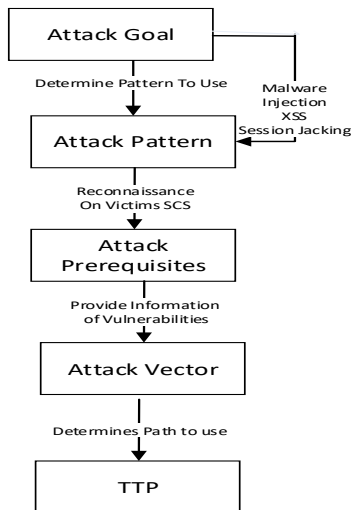 Attack Goal
Determine Pattern To Use
Malware
Injection
XSS
Session Jacking
Attack Pattern
Reconnaissance
On Victims SCS
Attack
Prerequisites
Provide Information
of Vulnerabilities
Attack Vector
Determines Path to use
TTP